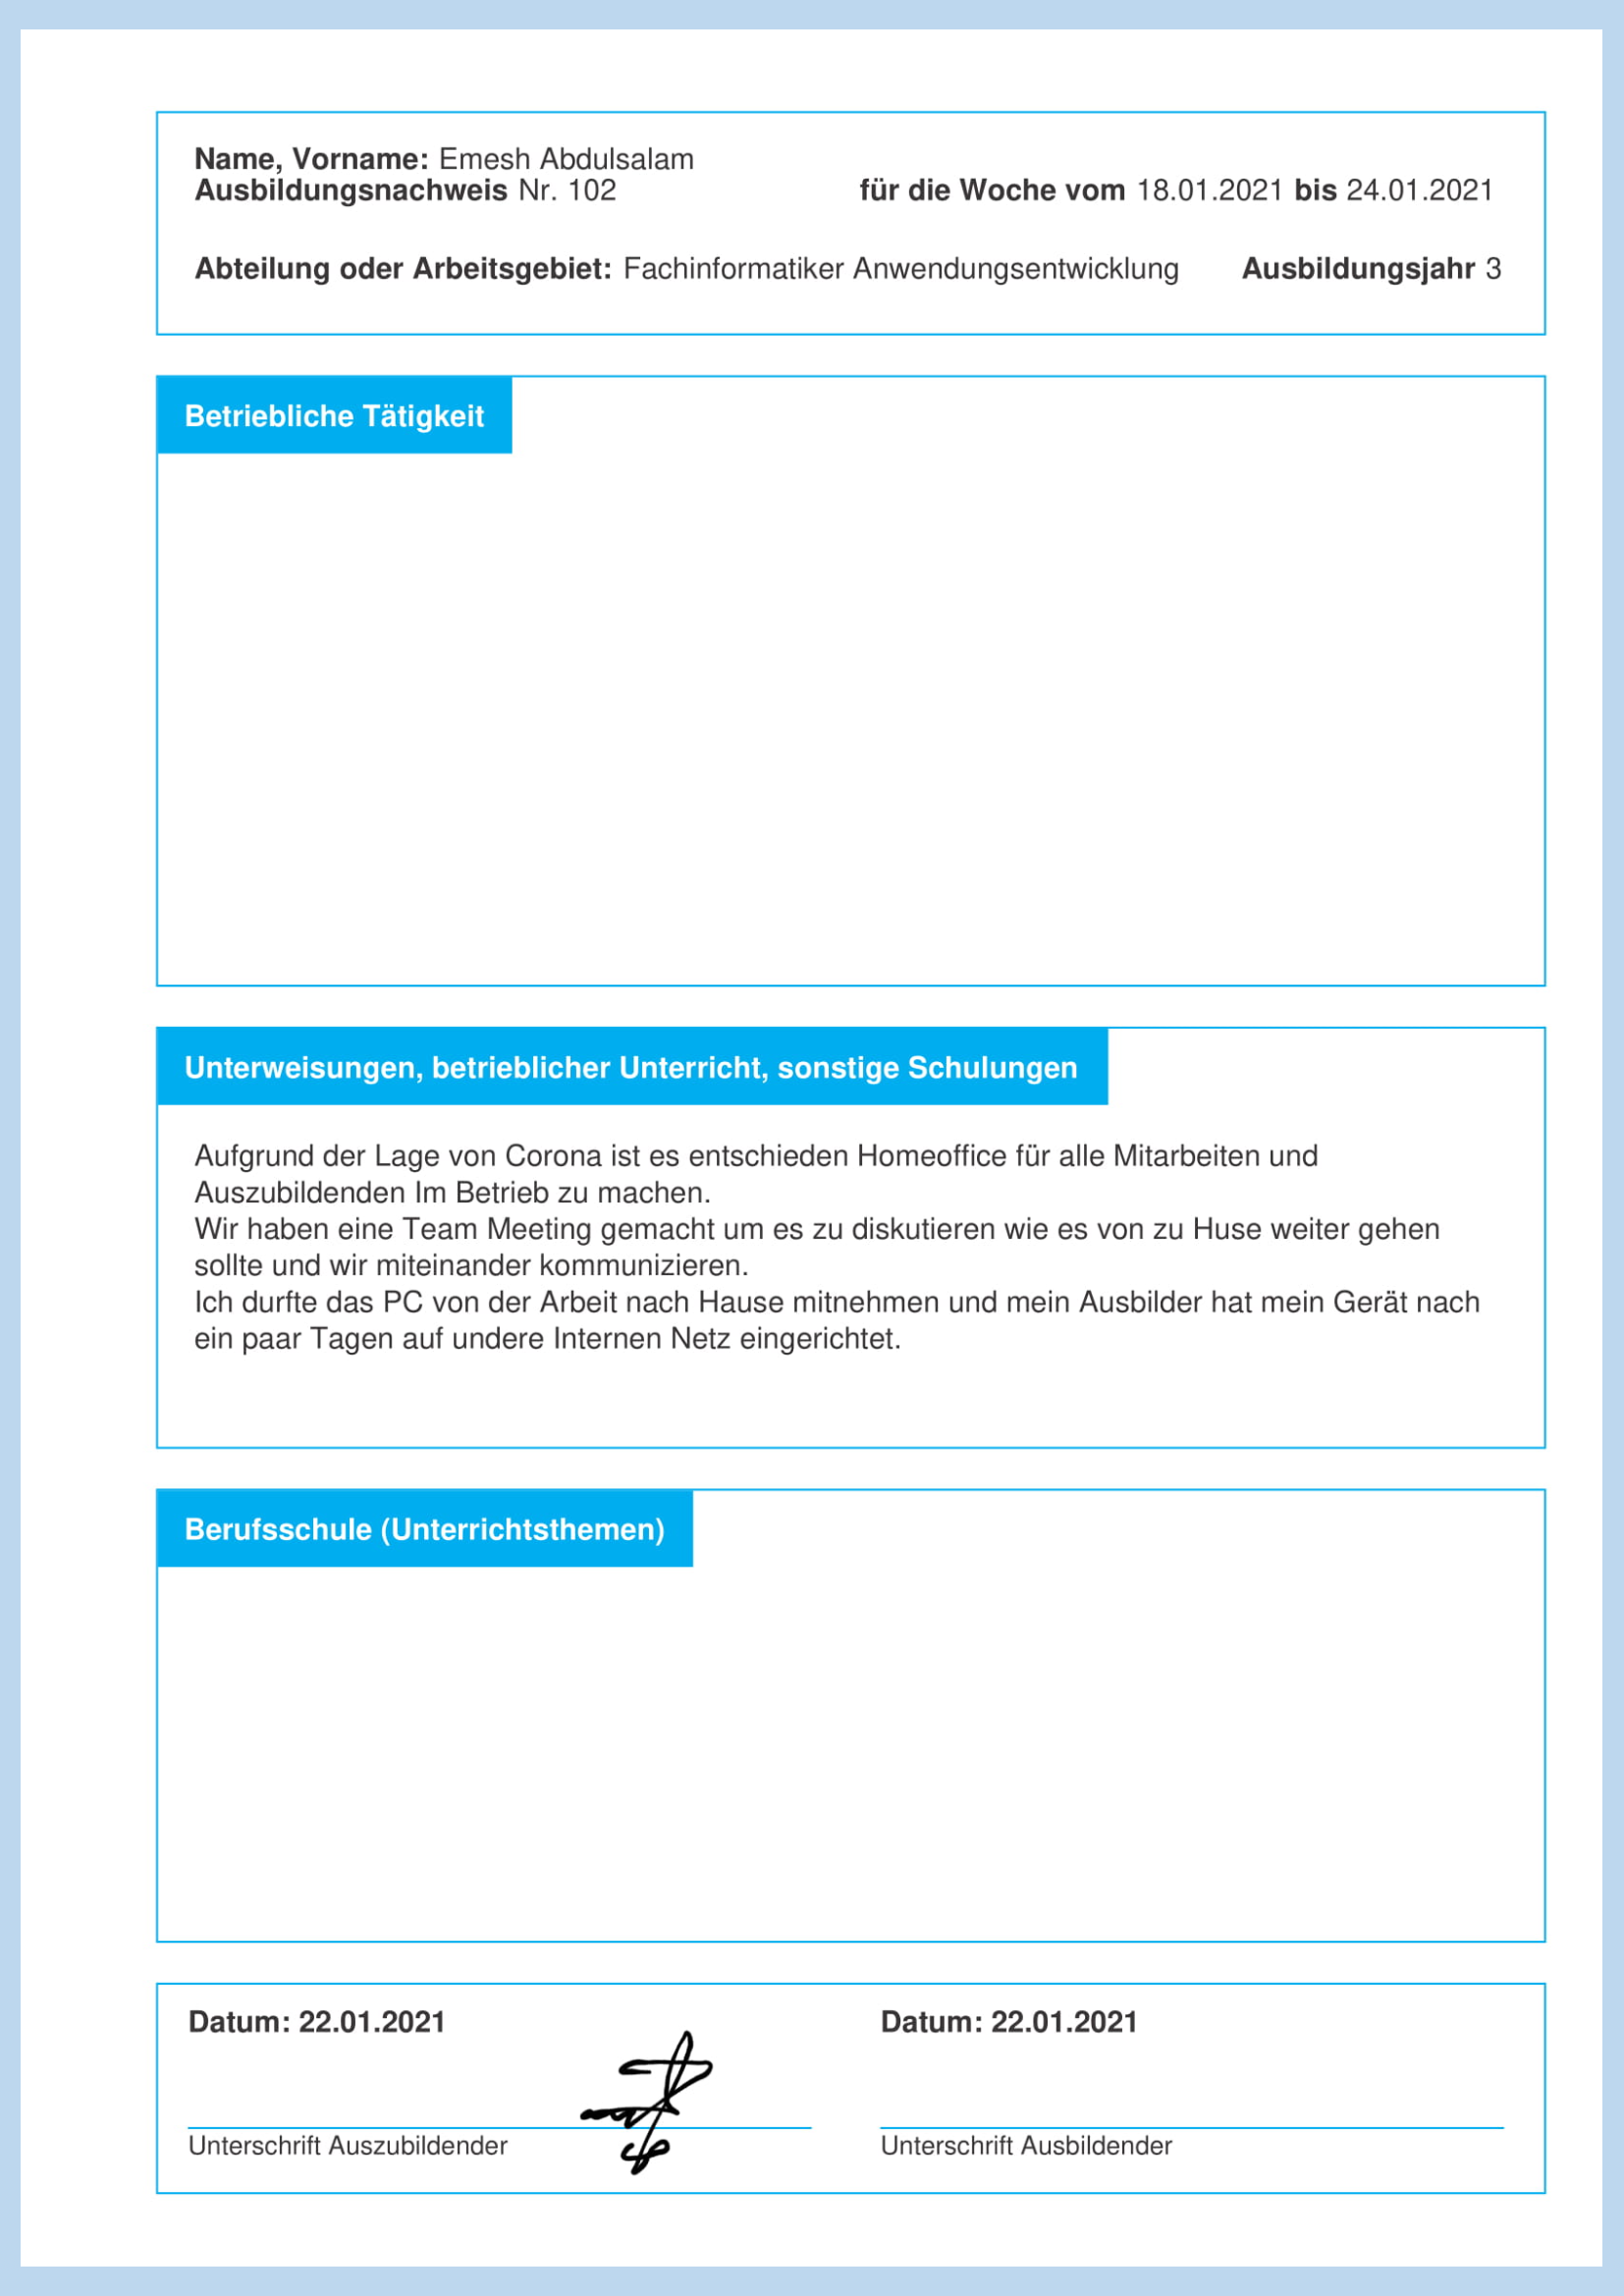 Name, Vorname: Emesh Abdulsalam
Ausbildungsnachweis Nr. 102 für die Woche vom 18.01.2021 bis 24.01.2021
Abteilung oder Arbeitsgebiet: Fachinformatiker Anwendungsentwicklung Ausbildungsjahr 3
Betriebliche Tätigkeit
Unterweisungen, betrieblicher Unterricht, sonstige Schulungen
Aufgrund der Lage von Corona ist es entschieden Homeoffice für alle Mitarbeiten und
Auszubildenden Im Betrieb zu machen.
Wir haben eine Team Meeting gemacht um es zu diskutieren wie es von zu Huse weiter gehen
sollte und wir miteinander kommunizieren.
Ich durfte das PC von der Arbeit nach Hause mitnehmen und mein Ausbilder hat mein Gerät nach
ein paar Tagen auf undere Internen Netz eingerichtet.
Berufsschule (Unterrichtsthemen)
Datum: 22.01.2021 Datum: 22.01.2021
Unterschrift Auszubildender Unterschrift Ausbildender